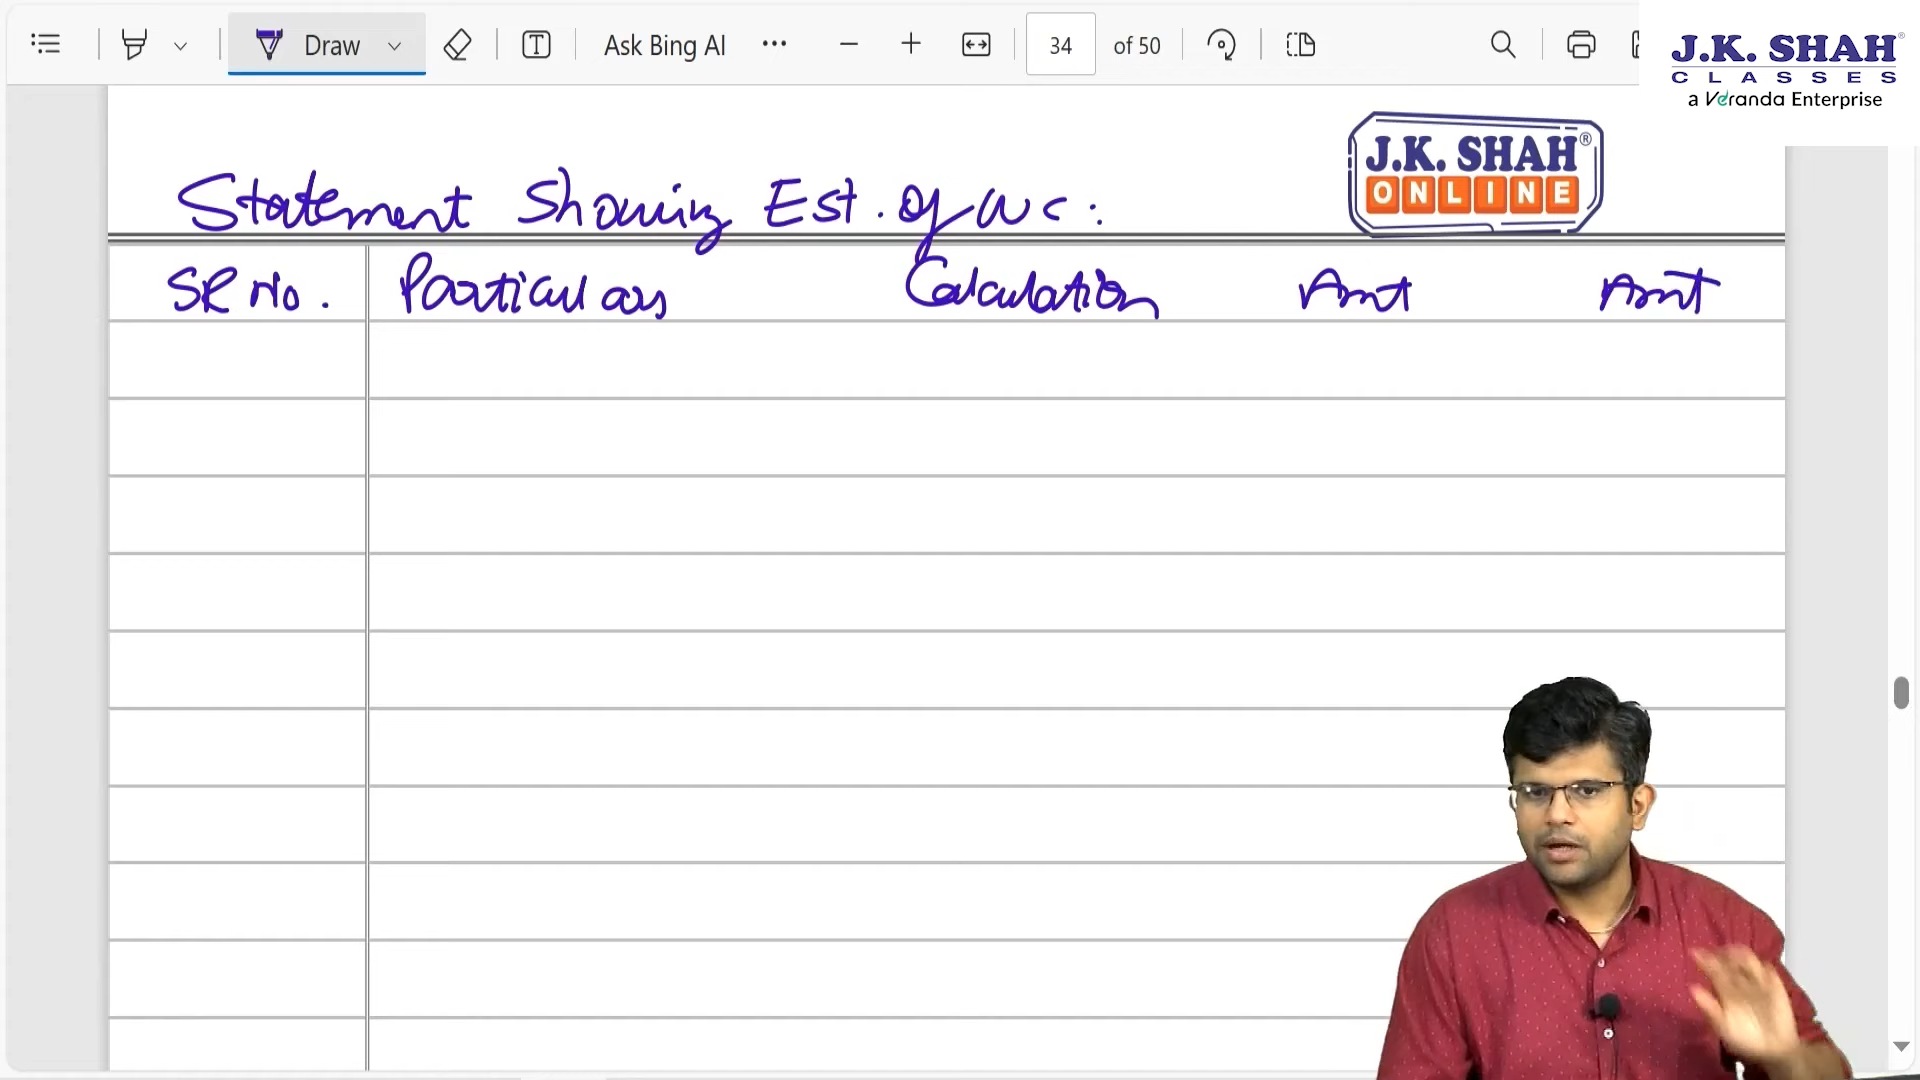 Draw
Ask Bing AI
34 of 50
J.K. SHAH®
CLASSES
a Veranda Enterprise
J.K. SHAH®
ONLINE
Statement Showing Est. of WC:
SR No. Particulars Calculation Amt Amt